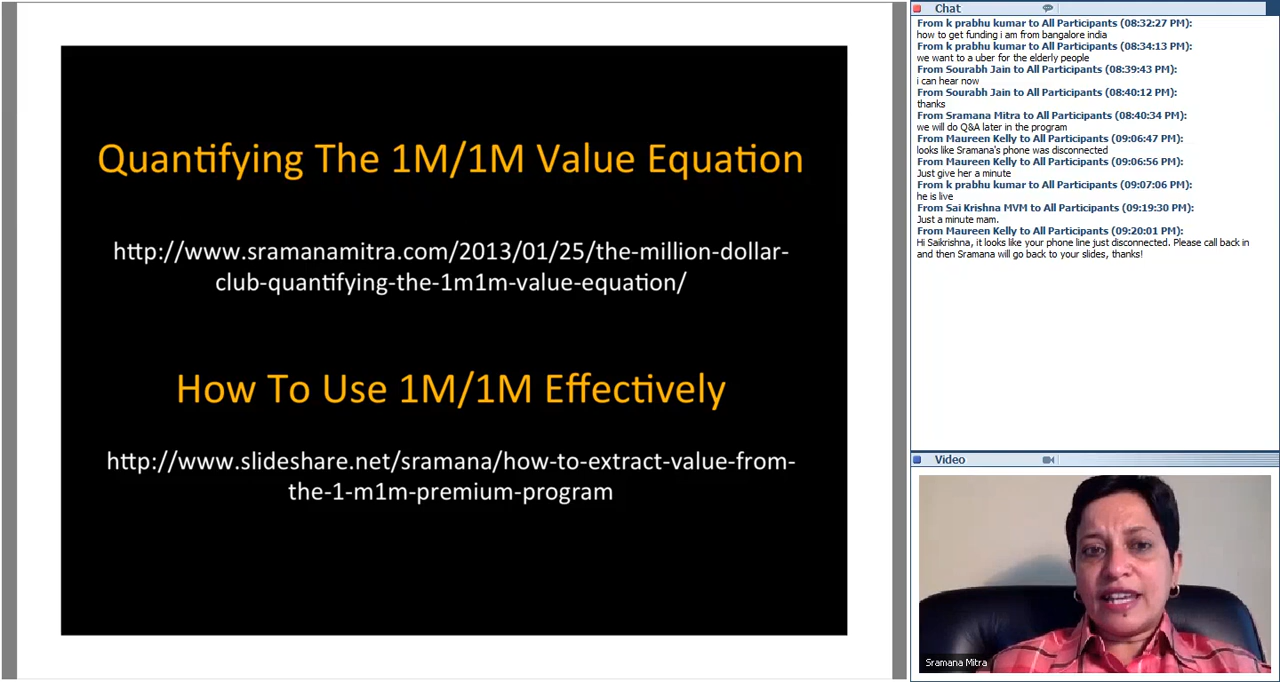 Quantifying The 1M/1M Value Equation
http://www.sramanamitra.com/2013/01/25/the-million-dollar-
club-quantifying-the-1m1m-value-equation/
How To Use 1M/1M Effectively
http://www.slideshare.net/sramana/how-to-extract-value-from-
the-1-m1m-premium-program
Chat
From k prabhu kumar to All Participants (08:32:27 PM):
how to get funding i am from bangalore india
From k prabhu kumar to All Participants (08:34:13 PM):
we want to a uber for the elderly people
From Sourabh Jain to All Participants (08:39:43 PM):
i can hear now
From Sourabh Jain to All Participants (08:40:12 PM):
thanks
From Sramana Mitra to All Participants (08:40:34 PM):
we will do Q&A later in the program
From Maureen Kelly to All Participants (09:06:47 PM):
looks like Sramana's phone was disconnected
From Maureen Kelly to All Participants (09:06:56 PM):
Just give her a minute
From k prabhu kumar to All Participants (09:07:06 PM):
he is live
From Sai Krishna MVM to All Participants (09:19:30 PM):
Just a minute mam.
From Maureen Kelly to All Participants (09:20:01 PM):
Hi Saikrishna, it looks like your phone line just disconnected. Please call back in
and then Sramana will go back to your slides, thanks!
Video
Sramana Mitra